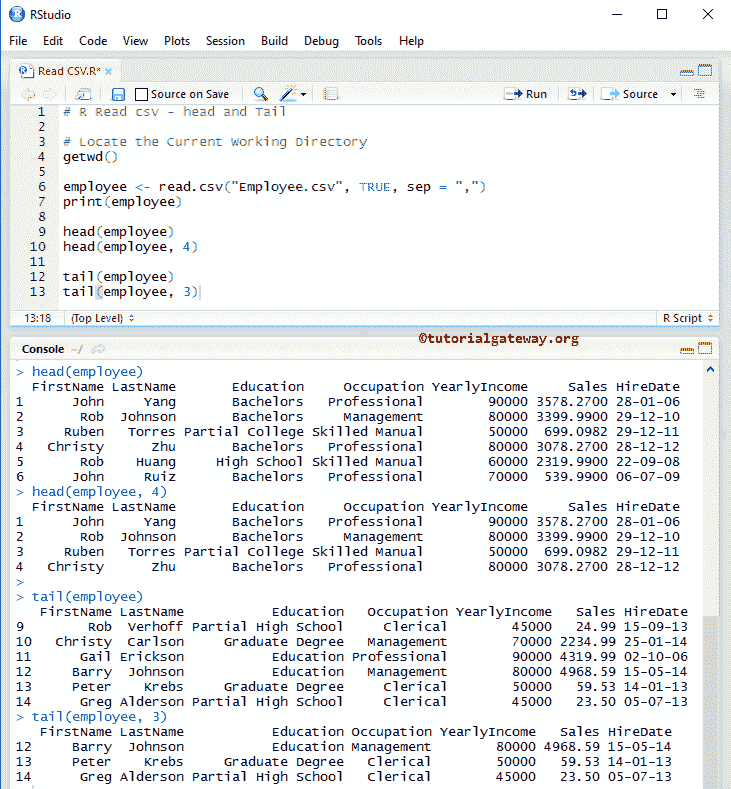 RStudio
File Edit Code View Plots Session Build Debug Tools Help
Read CSV.R*
Source on Save Run Source
1 # R Read csv - head and Tail
2
3 # Locate the Current Working Directory
4 getwd()
5
6 employee <- read.csv("Employee.csv", TRUE, sep = ",")
7 print(employee)
8
9 head(employee)
10 head(employee, 4)
11
12 tail(employee)
13 tail(employee, 3)
13:18 (Top Level) R Script
©tutorialgateway.org
Console ~/
> head(employee)
FirstName LastName Education Occupation YearlyIncome Sales HireDate
1 John Yang Bachelors Professional 90000 3578.2700 28-01-06
2 Rob Johnson Bachelors Management 80000 3399.9900 29-12-10
3 Ruben Torres Partial College Skilled Manual 50000 699.0982 29-12-11
4 Christy Zhu Bachelors Professional 80000 3078.2700 28-12-12
5 Rob Huang High School Skilled Manual 60000 2319.9900 22-09-08
6 John Ruiz Bachelors Professional 70000 539.9900 06-07-09
> head(employee, 4)
FirstName LastName Education Occupation YearlyIncome Sales HireDate
1 John Yang Bachelors Professional 90000 3578.2700 28-01-06
2 Rob Johnson Bachelors Management 80000 3399.9900 29-12-10
3 Ruben Torres Partial College Skilled Manual 50000 699.0982 29-12-11
4 Christy Zhu Bachelors Professional 80000 3078.2700 28-12-12
>
> tail(employee)
FirstName LastName Education Occupation YearlyIncome Sales HireDate
9 Rob Verhoff Partial High School Clerical 45000 24.99 15-09-13
10 Christy Carlson Graduate Degree Management 70000 2234.99 25-01-14
11 Gail Erickson Education Professional 90000 4319.99 02-10-06
12 Barry Johnson Education Management 80000 4968.59 15-05-14
13 Peter Krebs Graduate Degree Clerical 50000 59.53 14-01-13
14 Greg Alderson Partial High School Clerical 45000 23.50 05-07-13
> tail(employee, 3)
FirstName LastName Education Occupation YearlyIncome Sales HireDate
12 Barry Johnson Education Management 80000 4968.59 15-05-14
13 Peter Krebs Graduate Degree Clerical 50000 59.53 14-01-13
14 Greg Alderson Partial High School Clerical 45000 23.50 05-07-13